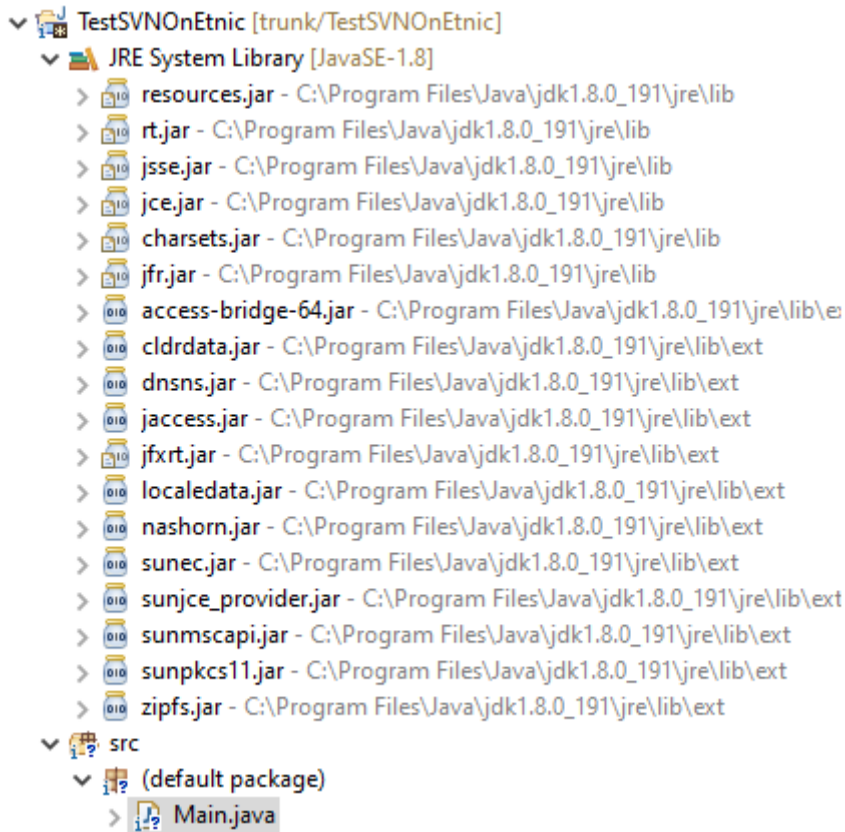 TestSVNOnEtnic [trunk/TestSVNOnEtnic]
JRE System Library [JavaSE-1.8]
resources.jar - C:\Program Files\Java\jdk1.8.0_191\jre\lib
rt.jar - C:\Program Files\Java\jdk1.8.0_191\jre\lib
jsse.jar - C:\Program Files\Java\jdk1.8.0_191\jre\lib
jce.jar - C:\Program Files\Java\jdk1.8.0_191\jre\lib
charsets.jar - C:\Program Files\Java\jdk1.8.0_191\jre\lib
jfr.jar - C:\Program Files\Java\jdk1.8.0_191\jre\lib
access-bridge-64.jar - C:\Program Files\Java\jdk1.8.0_191\jre\lib\e
cldrdata.jar - C:\Program Files\Java\jdk1.8.0_191\jre\lib\ext
dnsns.jar - C:\Program Files\Java\jdk1.8.0_191\jre\lib\ext
jaccess.jar - C:\Program Files\Java\jdk1.8.0_191\jre\lib\ext
jfxrt.jar - C:\Program Files\Java\jdk1.8.0_191\jre\lib\ext
localedata.jar - C:\Program Files\Java\jdk1.8.0_191\jre\lib\ext
nashorn.jar - C:\Program Files\Java\jdk1.8.0_191\jre\lib\ext
sunec.jar - C:\Program Files\Java\jdk1.8.0_191\jre\lib\ext
sunjce_provider.jar - C:\Program Files\Java\jdk1.8.0_191\jre\lib\ext
sunmscapi.jar - C:\Program Files\Java\jdk1.8.0_191\jre\lib\ext
sunpkcs11.jar - C:\Program Files\Java\jdk1.8.0_191\jre\lib\ext
zipfs.jar - C:\Program Files\Java\jdk1.8.0_191\jre\lib\ext
src
(default package)
Main.java